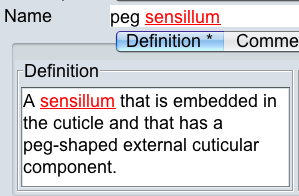 Name peg sensillum
Definition * Comme
Definition
A sensillum that is embedded in
the cuticle and that has a
peg-shaped external cuticular
component.